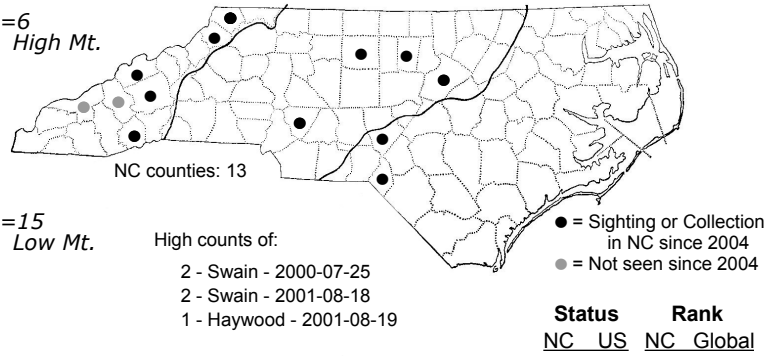 =6
High Mt.
NC counties: 13
=15
Low Mt.
High counts of:
2 - Swain - 2000-07-25
2 - Swain - 2001-08-18
1 - Haywood - 2001-08-19
= Sighting or Collection
in NC since 2004
= Not seen since 2004
Status Rank
NC US NC Global